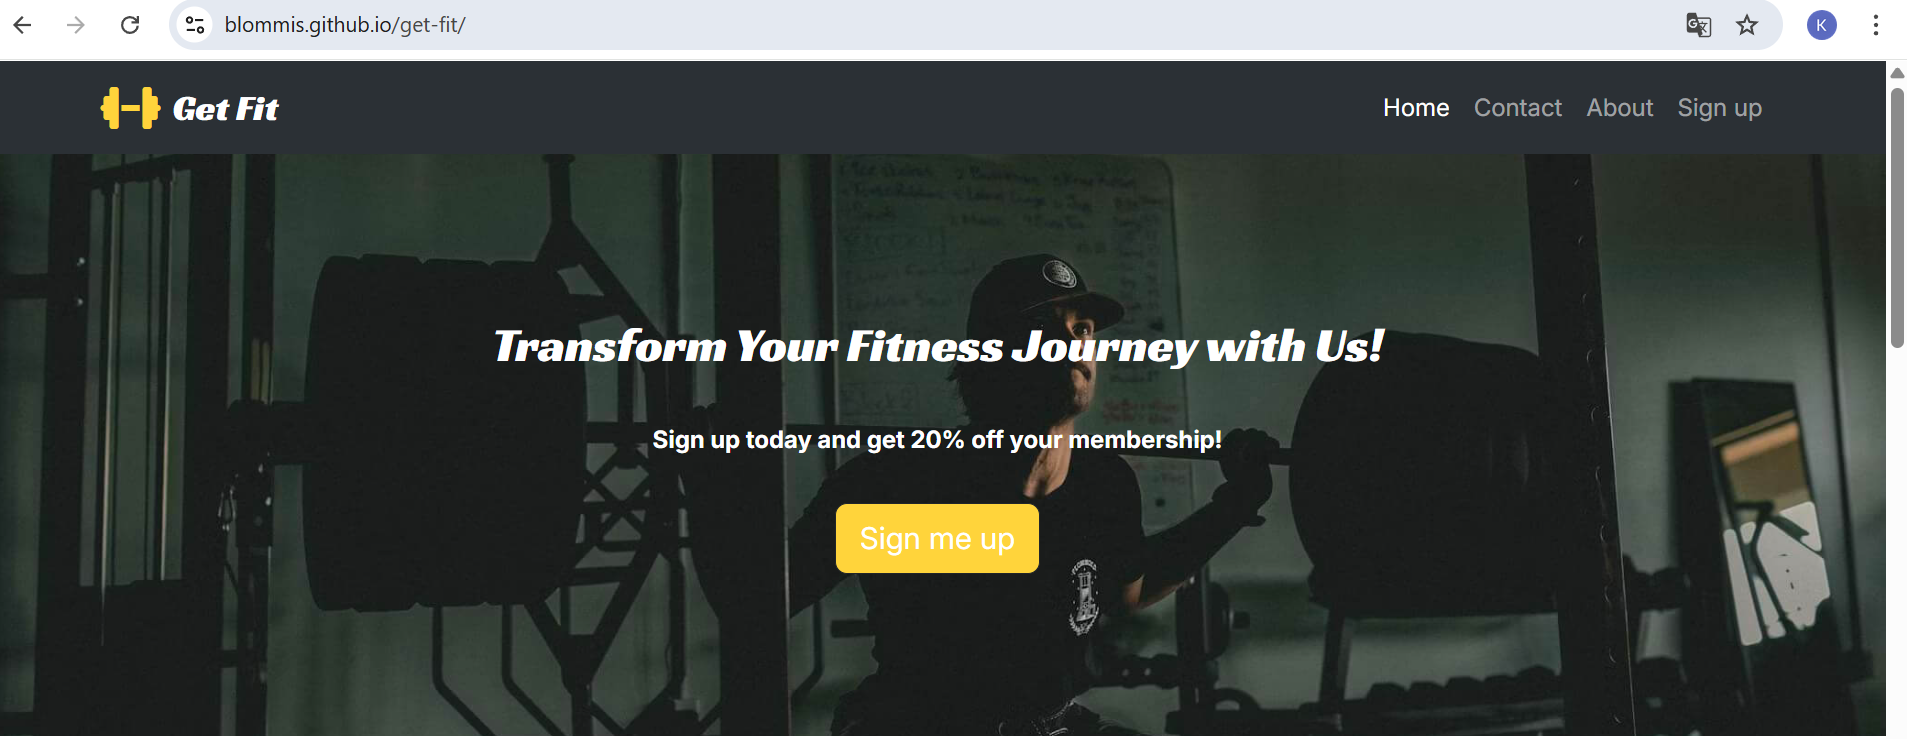 blommis.github.io/get-fit/
K
Get Fit
Home Contact About Sign up
Transform Your Fitness Journey with Us!
Sign up today and get 20% off your membership!
Sign me up